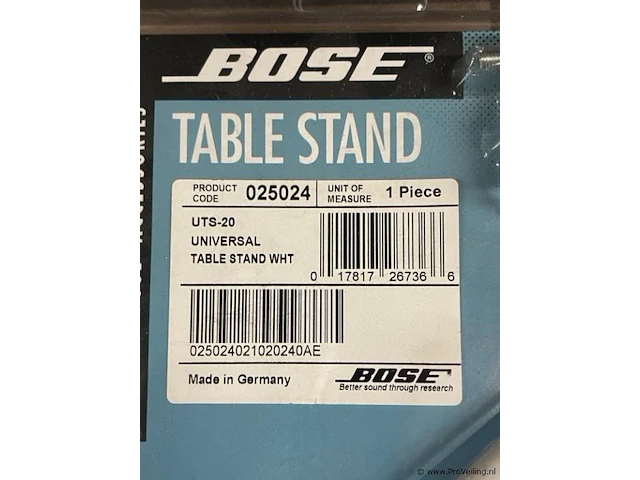 BOSE®
ACCESSORIES
TABLE STAND
PRODUCT CODE 025024 UNIT OF MEASURE 1 Piece
UTS-20
UNIVERSAL
TABLE STAND WHT
0 17817 26736 6
025024021020240AE
Made in Germany
BOSE
Better sound through research
© www.ProVeiling.nl